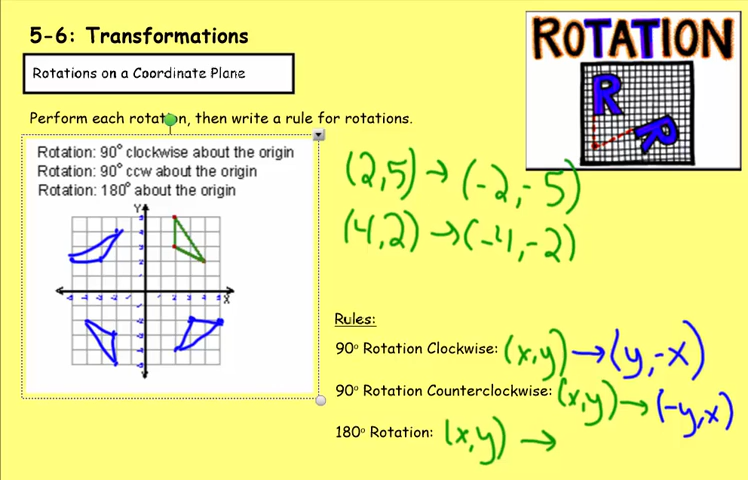 5-6: Transformations
Rotations on a Coordinate Plane
ROTATION
R
R
Perform each rotation, then write a rule for rotations.
Rotation: 90° clockwise about the origin
Rotation: 90° ccw about the origin
Rotation: 180° about the origin
(2,5) → (-2,-5)
(4,2) → (-4,-2)
Y
X
Rules:
90° Rotation Clockwise: (x,y) → (y,-x)
90° Rotation Counterclockwise: (x,y) → (-y,x)
180° Rotation: (x,y) →